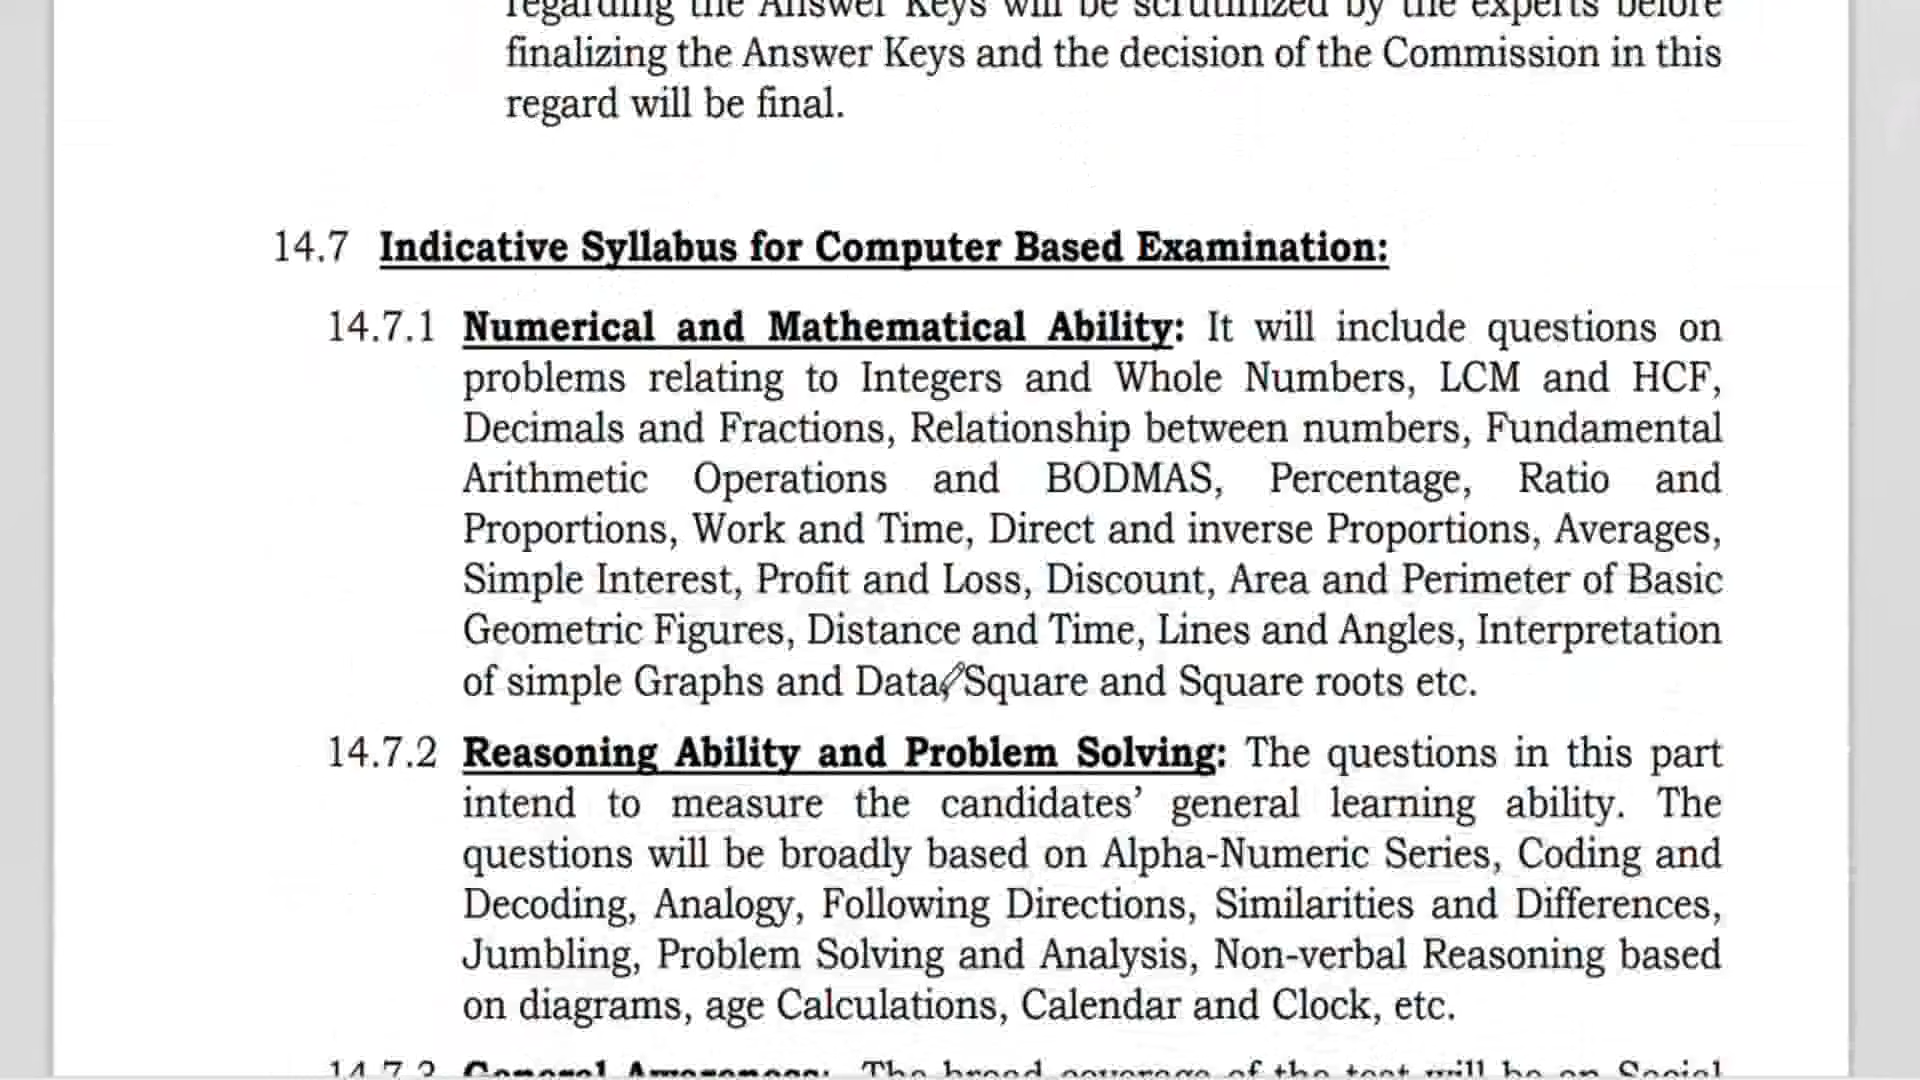 regarding the Answer Keys will be scrutinized by the experts before
finalizing the Answer Keys and the decision of the Commission in this
regard will be final.
14.7 Indicative Syllabus for Computer Based Examination:
14.7.1 Numerical and Mathematical Ability: It will include questions on
problems relating to Integers and Whole Numbers, LCM and HCF,
Decimals and Fractions, Relationship between numbers, Fundamental
Arithmetic Operations and BODMAS, Percentage, Ratio and
Proportions, Work and Time, Direct and inverse Proportions, Averages,
Simple Interest, Profit and Loss, Discount, Area and Perimeter of Basic
Geometric Figures, Distance and Time, Lines and Angles, Interpretation
of simple Graphs and Data, Square and Square roots etc.
14.7.2 Reasoning Ability and Problem Solving: The questions in this part
intend to measure the candidates’ general learning ability. The
questions will be broadly based on Alpha-Numeric Series, Coding and
Decoding, Analogy, Following Directions, Similarities and Differences,
Jumbling, Problem Solving and Analysis, Non-verbal Reasoning based
on diagrams, age Calculations, Calendar and Clock, etc.
14.7.3 General Awareness: The broad coverage of the test will be on Social